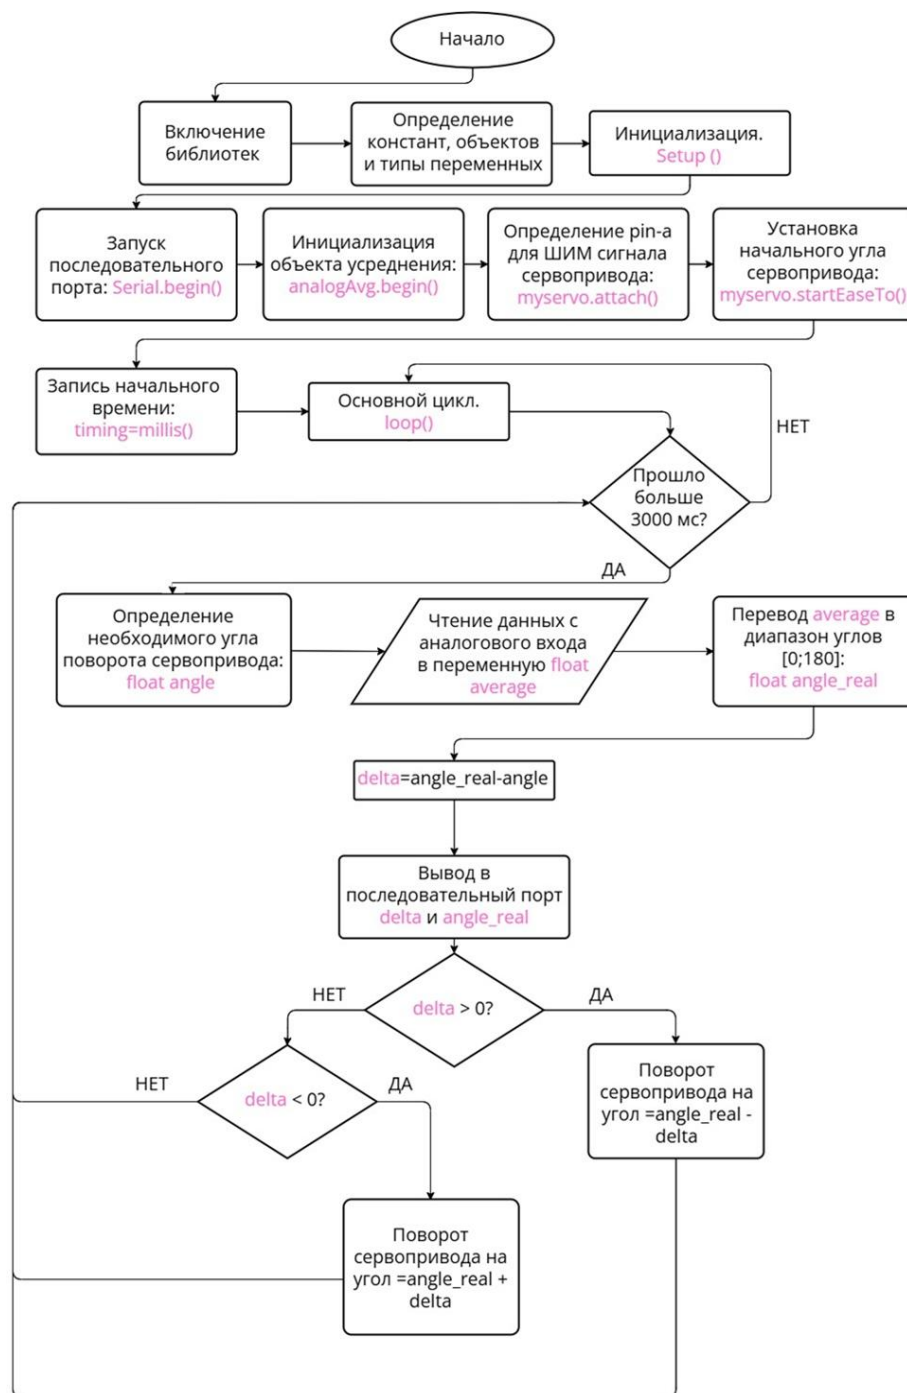 Начало
Включение
библиотек
Определение
констант, объектов
и типы переменных
Инициализация.
Setup ()
Запуск
последовательного
порта: Serial.begin()
Инициализация
объекта усреднения:
analogAvg.begin()
Определение pin-а
для ШИМ сигнала
сервопривода:
myservo.attach()
Установка
начального угла
сервопривода:
myservo.startEaseTo()
Запись начального
времени:
timing=millis()
Основной цикл.
loop()
НЕТ
Прошло
больше
3000 мс?
ДА
Определение
необходимого угла
поворота сервопривода:
float angle
Чтение данных с
аналогового входа
в переменную float
average
Перевод average в
диапазон углов
[0;180]:
float angle_real
delta=angle_real-angle
Вывод в
последовательный порт
delta и angle_real
НЕТ
delta > 0?
ДА
НЕТ
delta < 0?
ДА
Поворот
сервопривода на
угол =angle_real -
delta
Поворот
сервопривода на
угол =angle_real +
delta